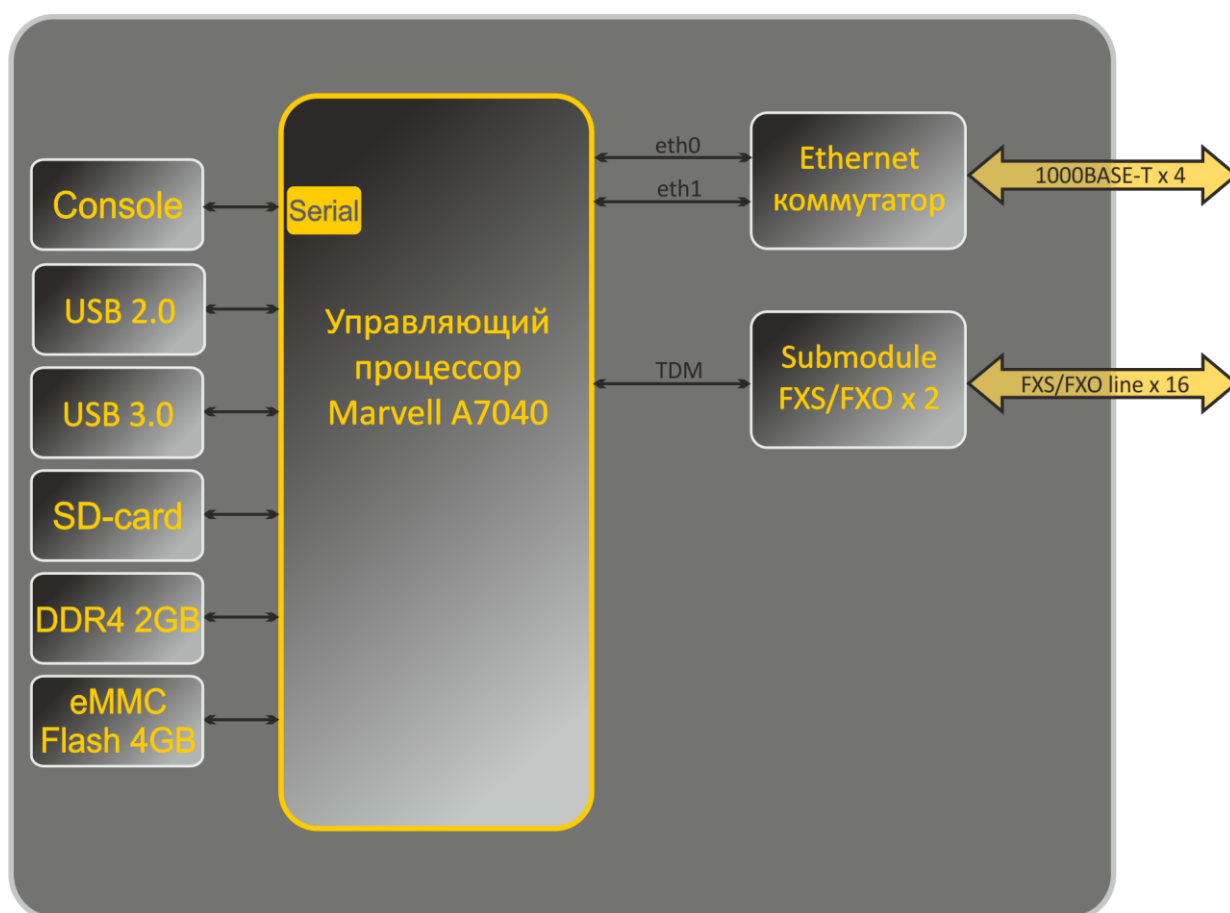 Console
USB 2.0
USB 3.0
SD-card
DDR4 2GB
eMMC
Flash 4GB
Serial
Управляющий
процессор
Marvell A7040
eth0
eth1
TDM
Ethernet
коммутатор
Submodule
FXS/FXO x 2
1000BASE-T x 4
FXS/FXO line x 16